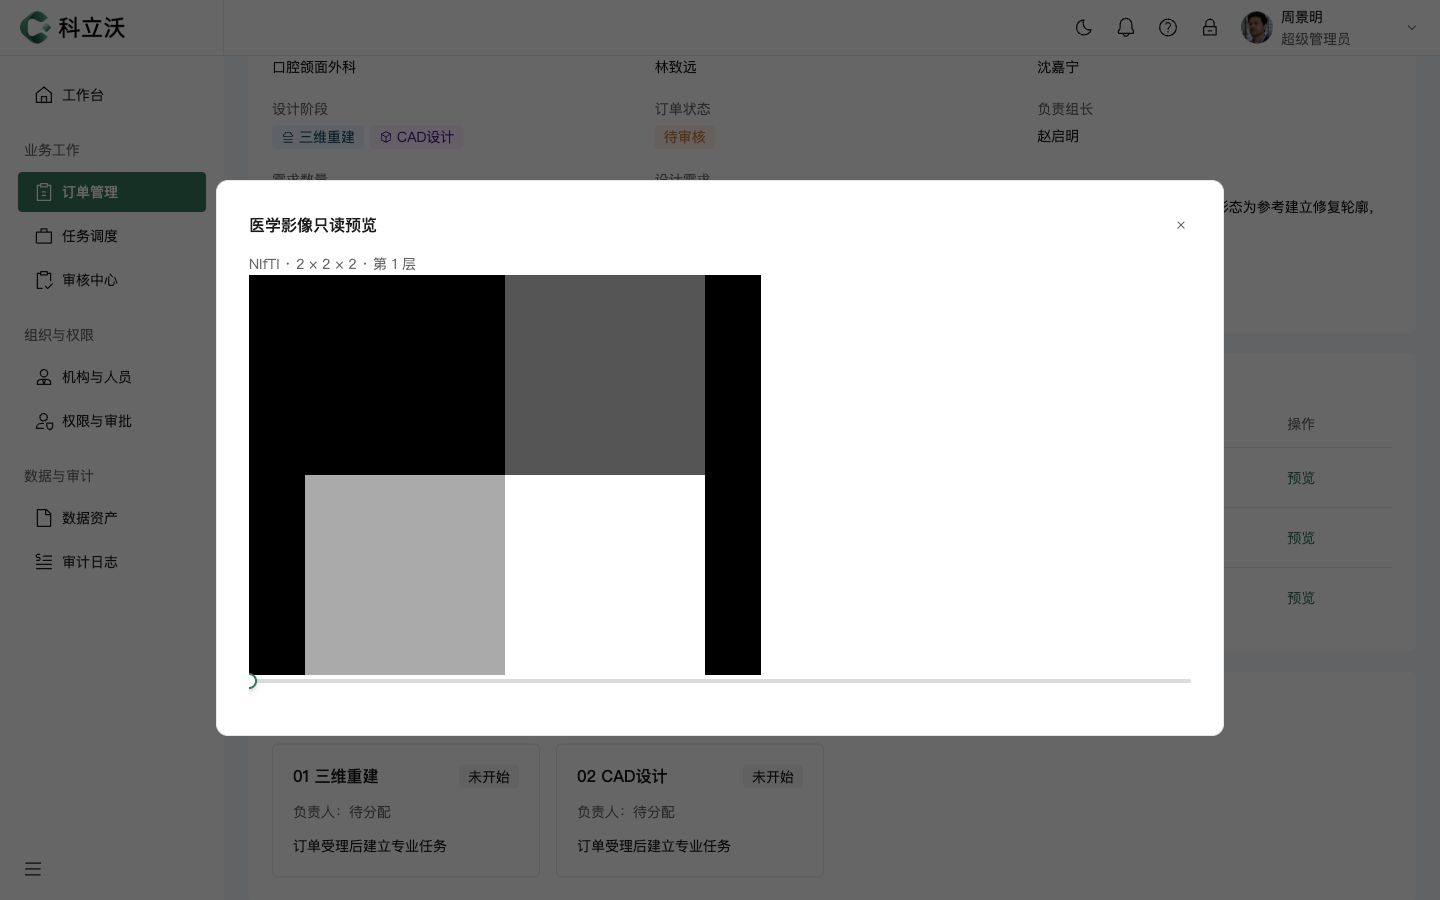 科立沃
周景明
超级管理员
工作台
业务工作
订单管理
任务调度
审核中心
组织与权限
机构与人员
权限与审批
数据与审计
数据资产
审计日志
口腔颌面外科
林致远
沈嘉宁
设计阶段
订单状态
负责组长
三维重建
CAD设计
待审核
赵启明
需求数量
设计需求
形态为参考建立修复轮廓，
医学影像只读预览
NIfTI · 2 × 2 × 2 · 第 1 层
操作
预览
预览
预览
01 三维重建
未开始
负责人：待分配
订单受理后建立专业任务
02 CAD设计
未开始
负责人：待分配
订单受理后建立专业任务